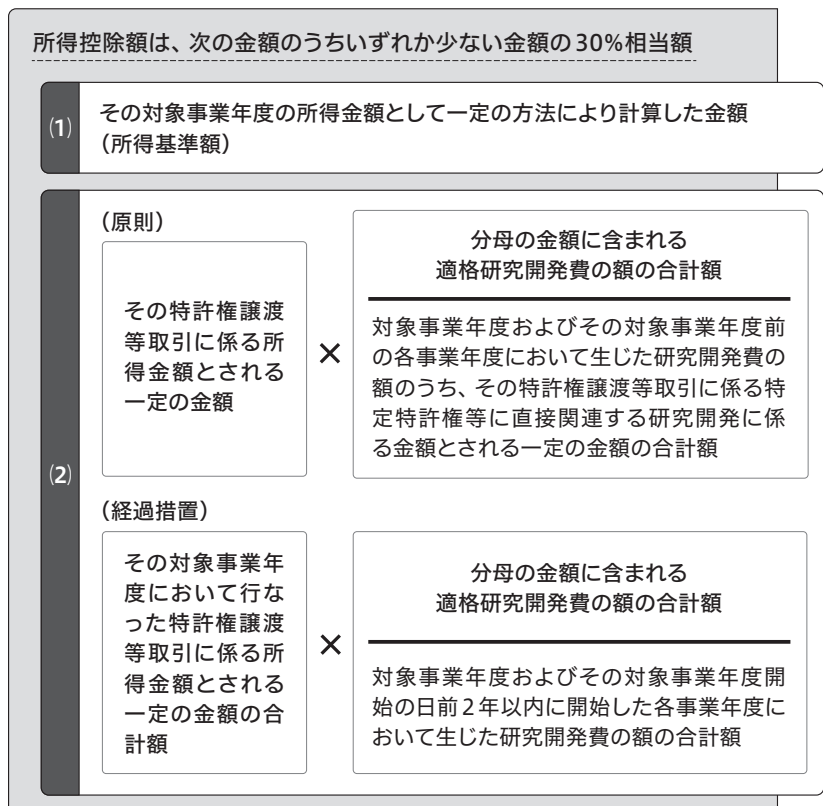 所得控除額は、次の金額のうちいずれか少ない金額の30%相当額
(1)
その対象事業年度の所得金額として一定の方法により計算した金額
（所得基準額）
(2)
（原則）
その特許権譲渡
等取引に係る所
得金額とされる
一定の金額
×
分母の金額に含まれる
適格研究開発費の額の合計額
対象事業年度およびその対象事業年度前
の各事業年度において生じた研究開発費の
額のうち、その特許権譲渡等取引に係る特
定特許権等に直接関連する研究開発に係
る金額とされる一定の金額の合計額
（経過措置）
その対象事業年
度において行な
った特許権譲渡
等取引に係る所
得金額とされる
一定の金額の合
計額
×
分母の金額に含まれる
適格研究開発費の額の合計額
対象事業年度およびその対象事業年度開
始の日前2年以内に開始した各事業年度に
おいて生じた研究開発費の額の合計額